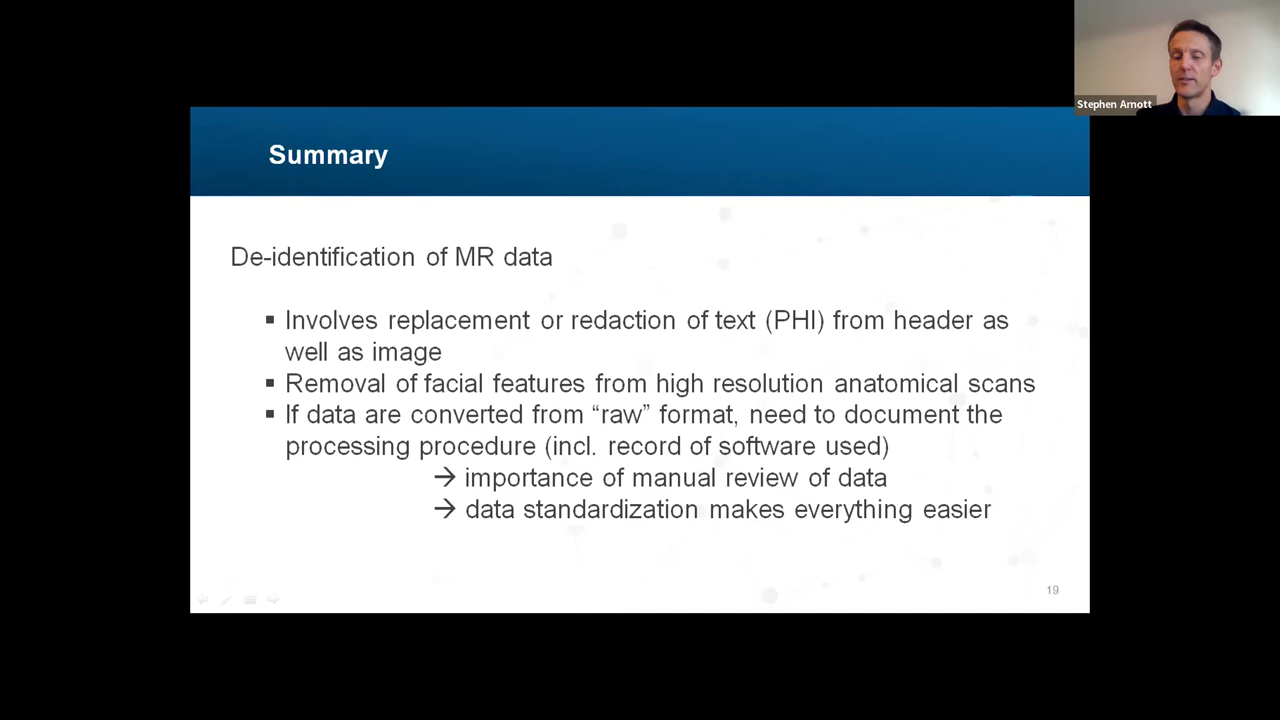 Stephen Arnott
Summary
De-identification of MR data
▪ Involves replacement or redaction of text (PHI) from header as
well as image
▪ Removal of facial features from high resolution anatomical scans
▪ If data are converted from “raw” format, need to document the
processing procedure (incl. record of software used)
→ importance of manual review of data
→ data standardization makes everything easier
19